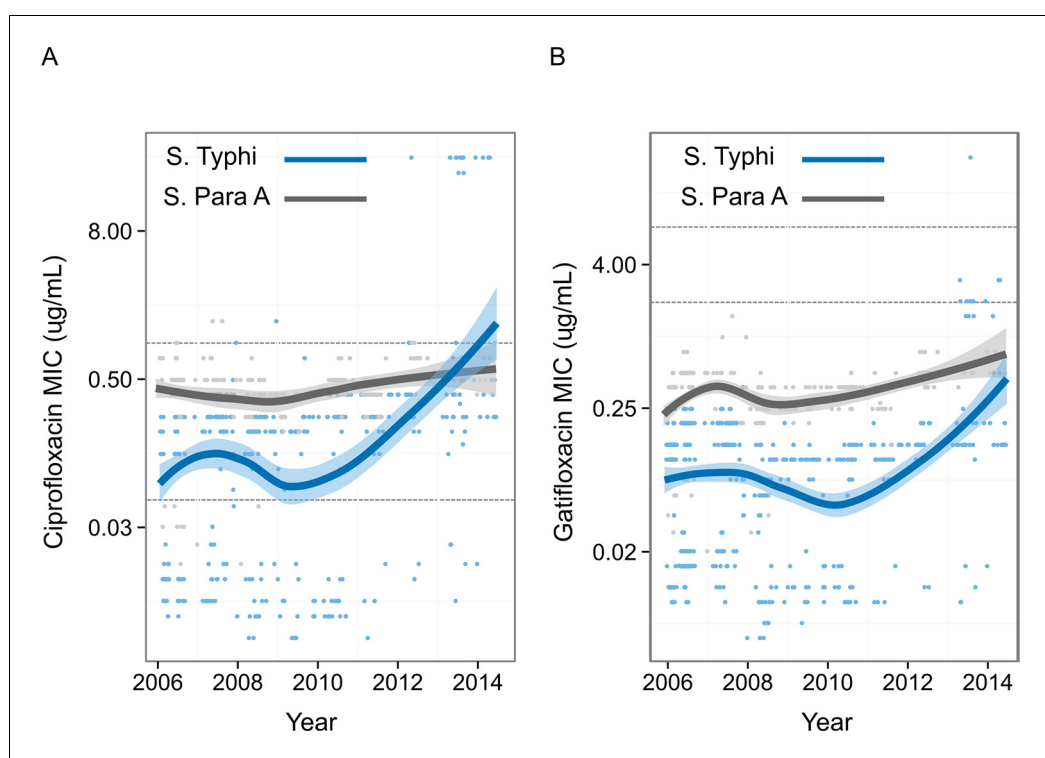 A
S. Typhi
S. Para A
8.00
0.50
0.03
Ciprofloxacin MIC (ug/mL)
2006 2008 2010 2012 2014
Year
B
S. Typhi
S. Para A
4.00
0.25
0.02
Gatifloxacin MIC (ug/mL)
2006 2008 2010 2012 2014
Year